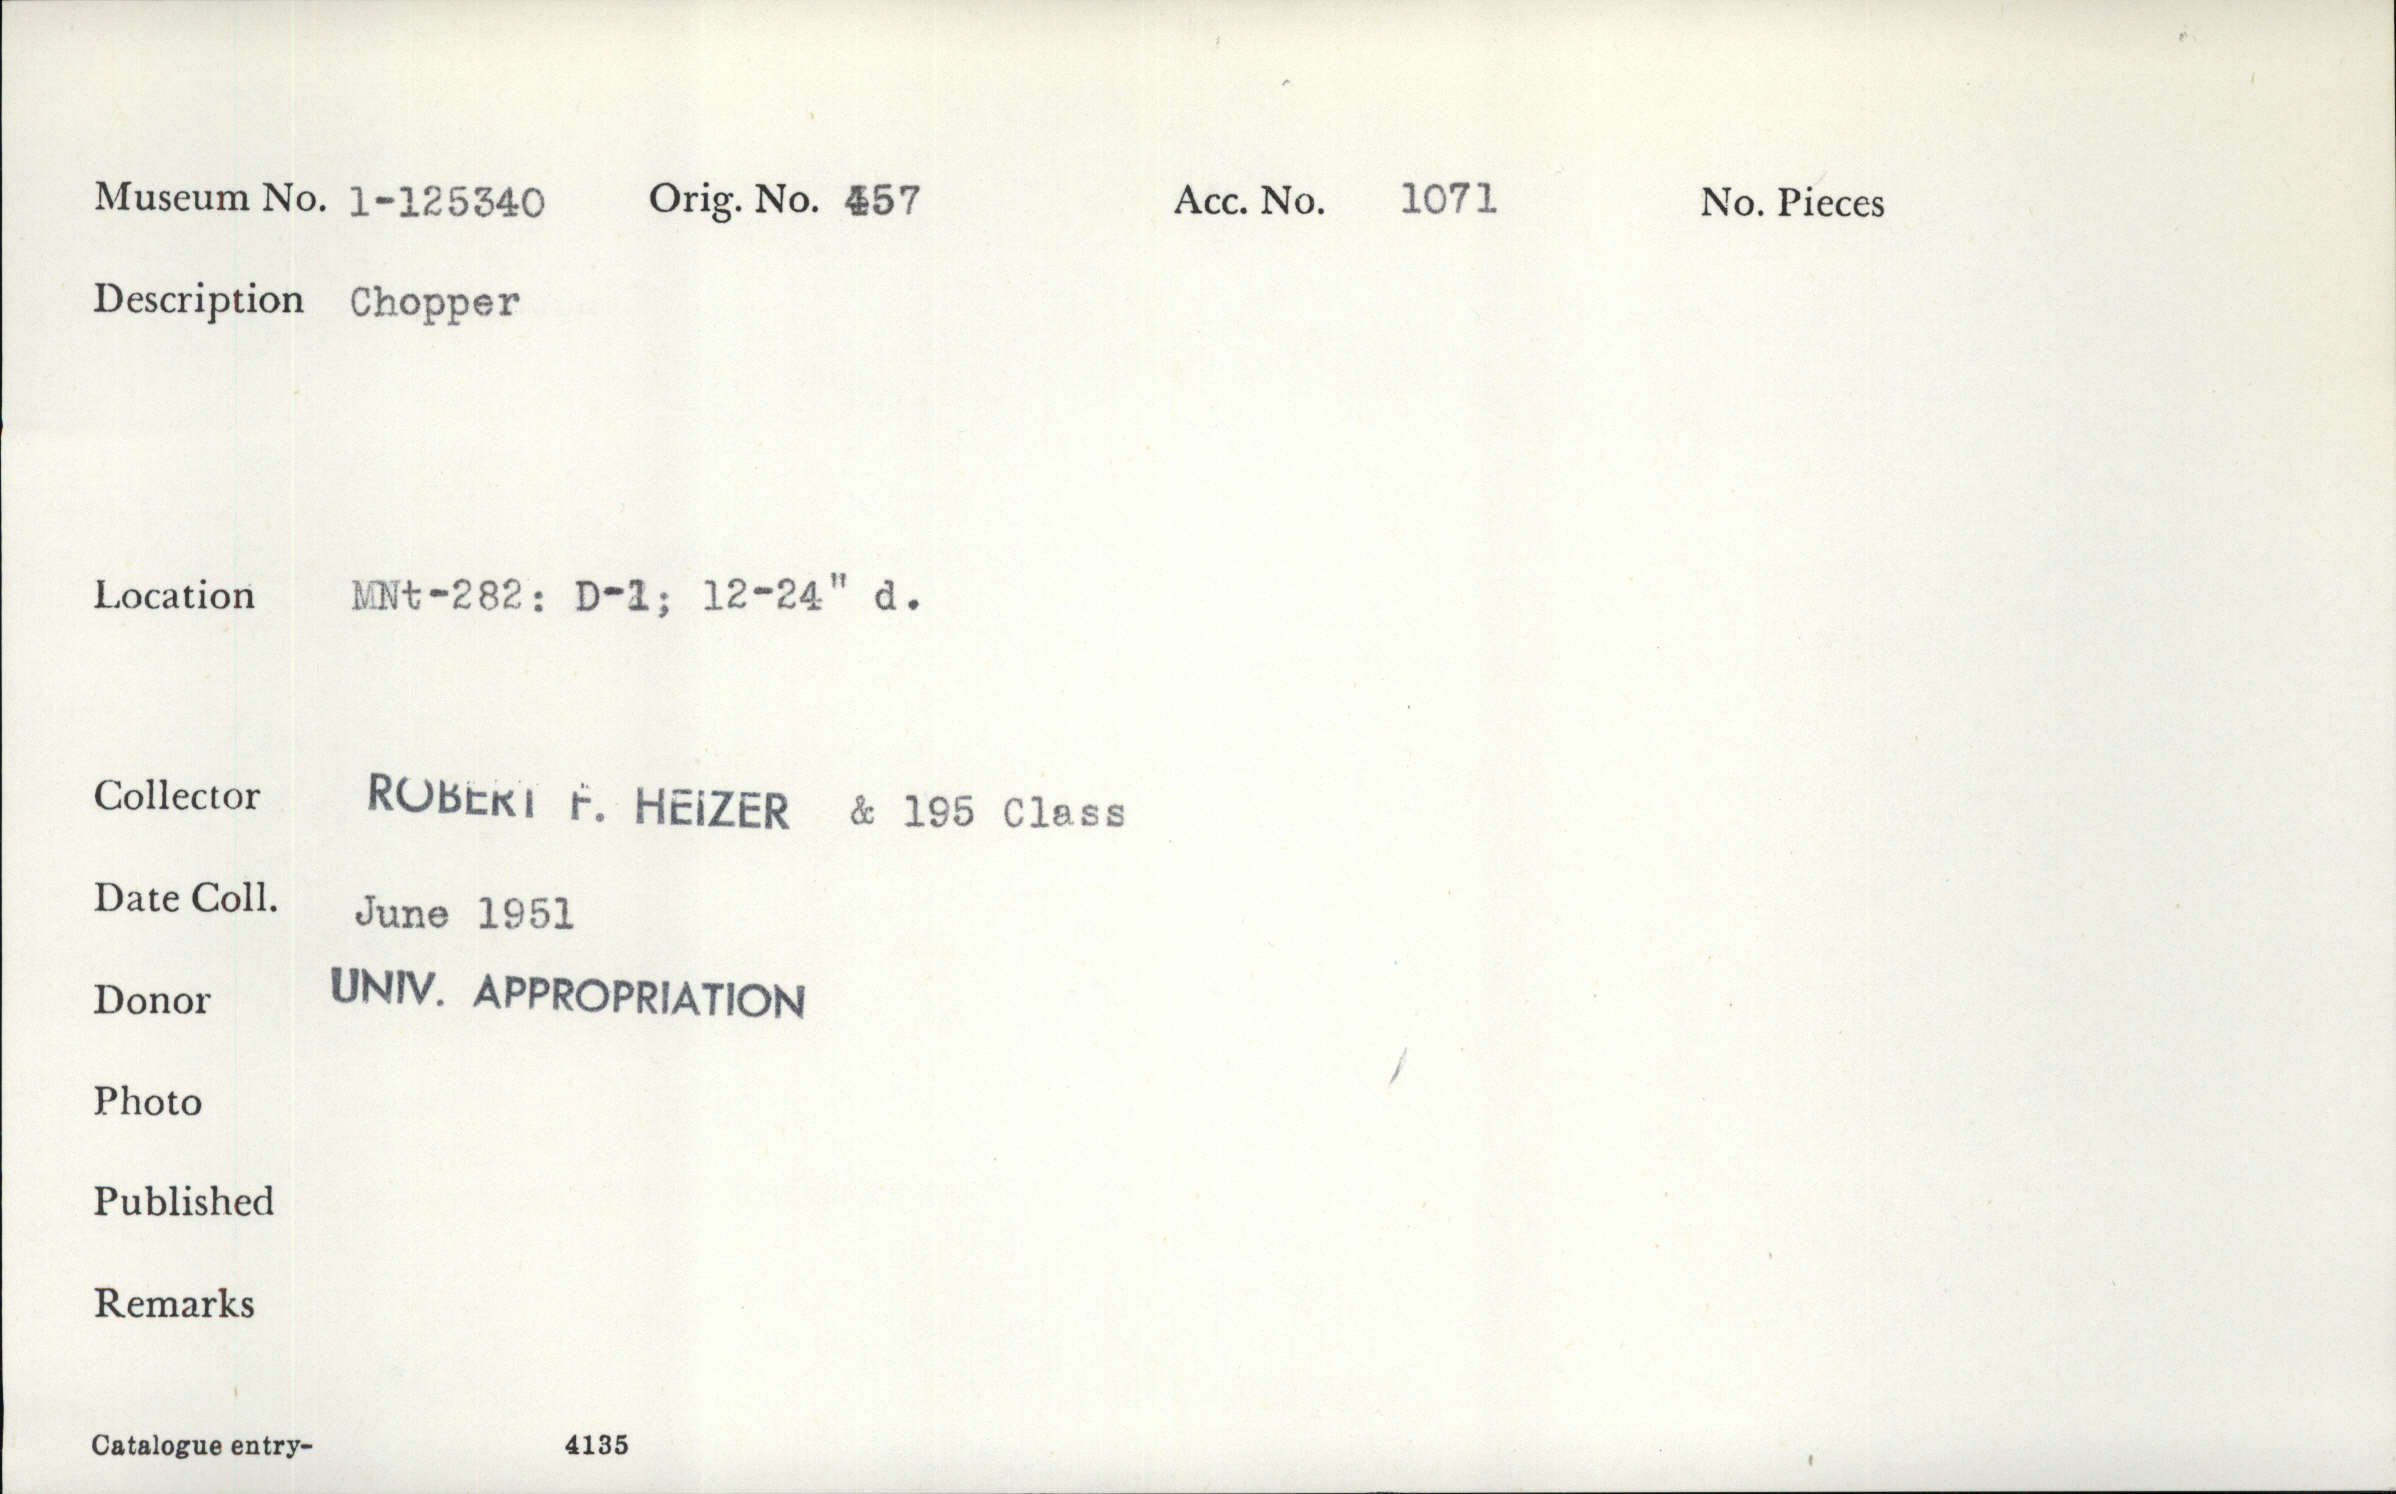 Museum No. 1-125340 Orig. No. 457 Acc. No. 1071 No. Pieces
Description Chopper
Location MNt-282: D-1; 12-24" d.
Collector ROBERT F. HEIZER & 195 Class
Date Coll. June 1951
Donor UNIV. APPROPRIATION
Photo
Published
Remarks
Catalogue entry- 4135